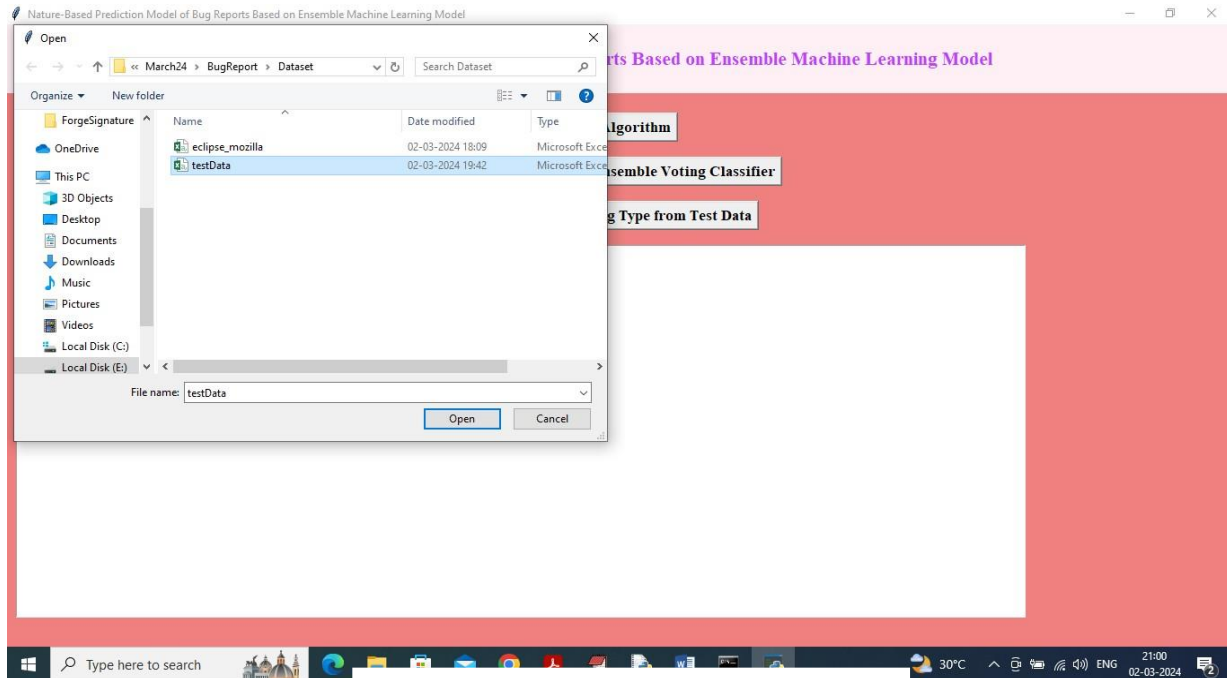 Nature-Based Prediction Model of Bug Reports Based on Ensemble Machine Learning Model
Open
rts Based on Ensemble Machine Learning Model
« March24 › BugReport › Dataset
Search Dataset
Organize
New folder
ForgeSignature
OneDrive
This PC
3D Objects
Desktop
Documents
Downloads
Music
Pictures
Videos
Local Disk (C:)
Local Disk (E:)
Name Date modified Type
eclipse_mozilla 02-03-2024 18:09 Microsoft Exce
testData 02-03-2024 19:42 Microsoft Exce
File name: testData
Open Cancel
Algorithm
nsemble Voting Classifier
g Type from Test Data
Type here to search
30°C
ENG
21:00
02-03-2024
2